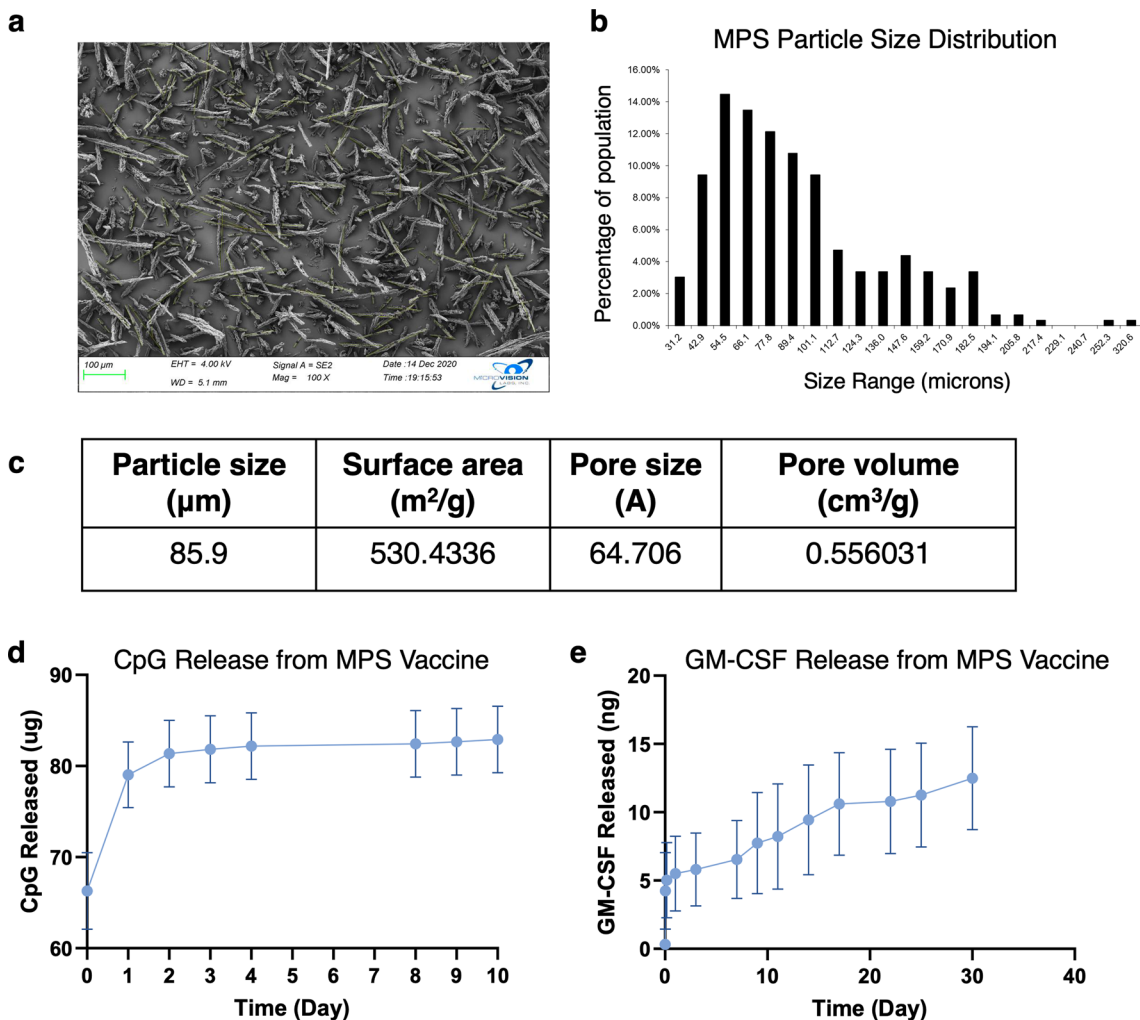 a
100 µm
EHT = 4.00 kV
WD = 5.1 mm
Signal A = SE2
Mag = 100 X
Date :14 Dec 2020
Time :19:15:53
MICROVISION
LABS, INC.
b
MPS Particle Size Distribution
Percentage of population
16.00%
14.00%
12.00%
10.00%
8.00%
6.00%
4.00%
2.00%
0.00%
31.2 42.9 54.5 66.1 77.8 89.4 101.1 112.7 124.3 136.0 147.6 159.2 170.9 182.5 194.1 205.8 217.4 229.1 240.7 252.3 320.6
Size Range (microns)
c
Particle size (µm)
Surface area (m²/g)
Pore size (A)
Pore volume (cm³/g)
85.9 530.4336 64.706 0.556031
d
CpG Release from MPS Vaccine
CpG Released (ug)
90
80
70
60
0 1 2 3 4 5 6 7 8 9 10
Time (Day)
e
GM-CSF Release from MPS Vaccine
GM-CSF Released (ng)
20
15
10
5
0
0 10 20 30 40
Time (Day)